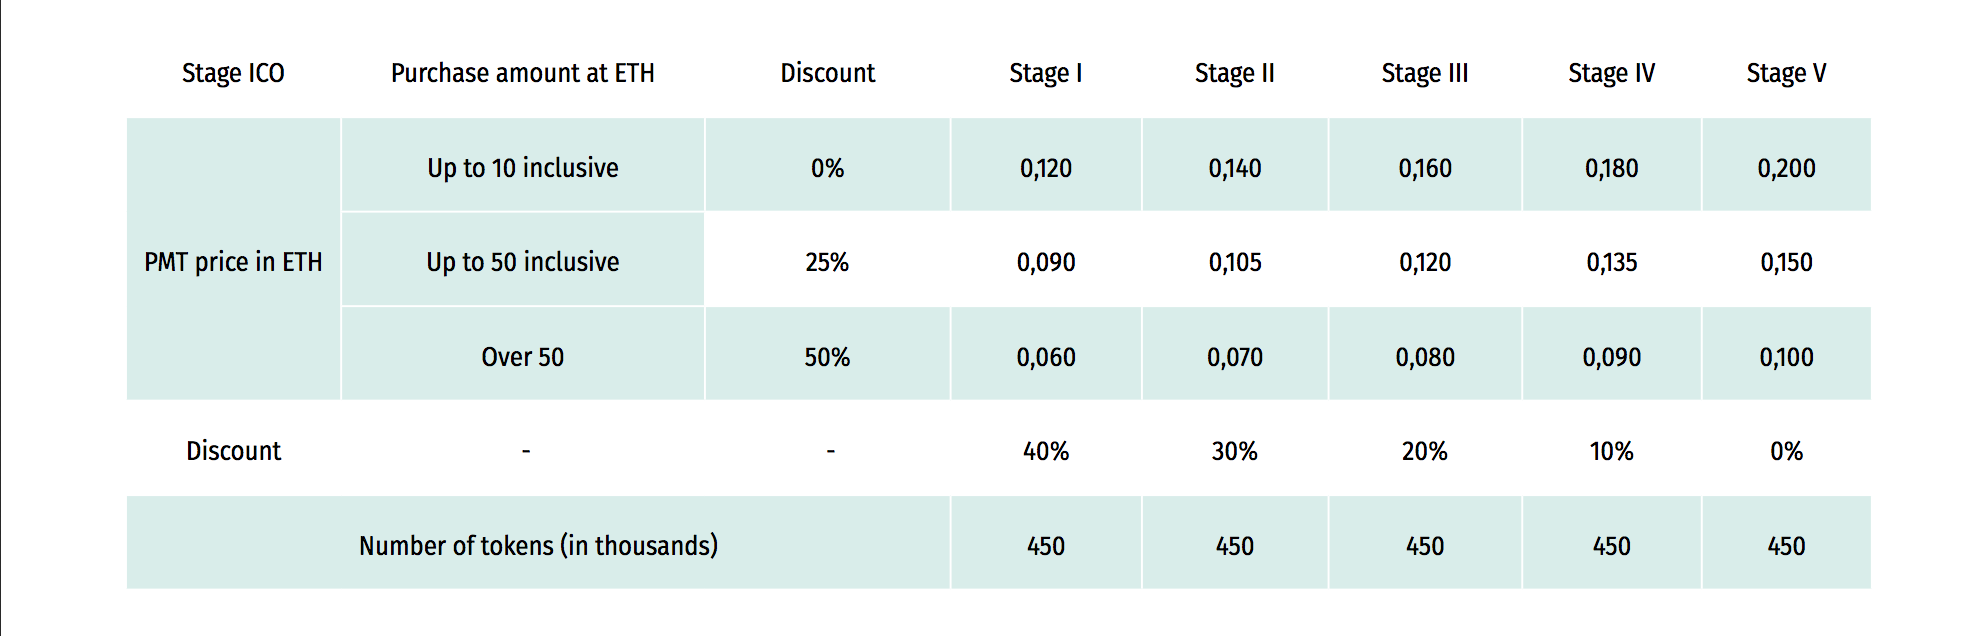 Stage ICO Purchase amount at ETH Discount Stage I Stage II Stage III Stage IV Stage V
Up to 10 inclusive 0% 0,120 0,140 0,160 0,180 0,200
PMT price in ETH Up to 50 inclusive 25% 0,090 0,105 0,120 0,135 0,150
Over 50 50% 0,060 0,070 0,080 0,090 0,100
Discount - - 40% 30% 20% 10% 0%
Number of tokens (in thousands) 450 450 450 450 450